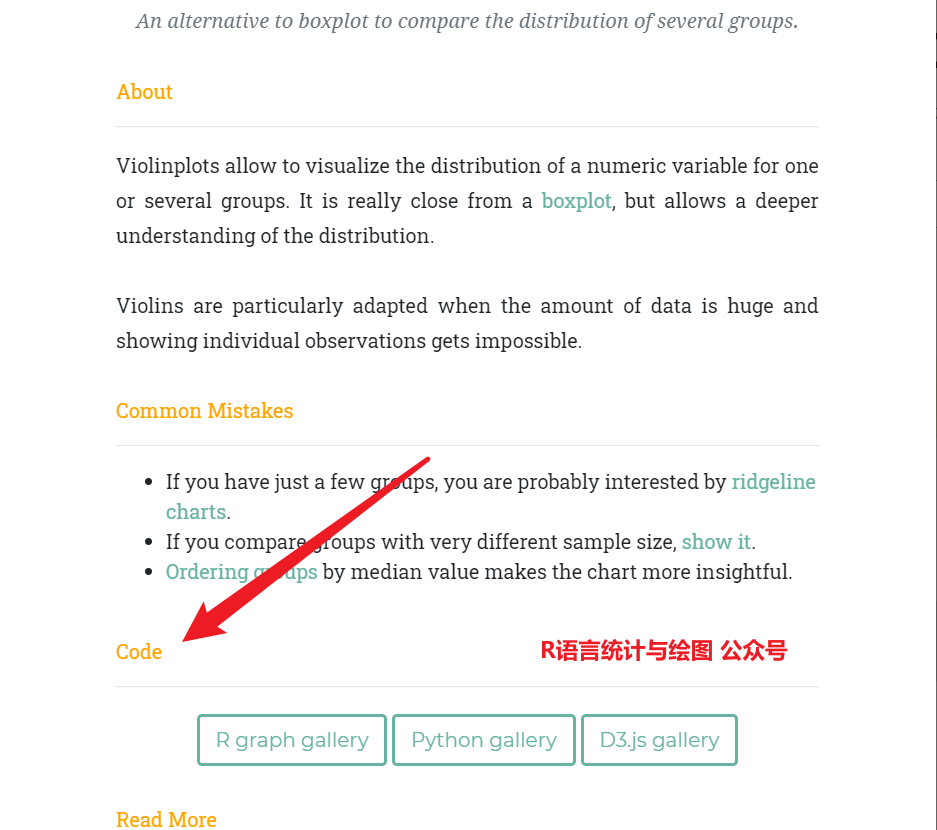 An alternative to boxplot to compare the distribution of several groups.
About
Violinplots allow to visualize the distribution of a numeric variable for one
or several groups. It is really close from a boxplot, but allows a deeper
understanding of the distribution.
Violins are particularly adapted when the amount of data is huge and
showing individual observations gets impossible.
Common Mistakes
If you have just a few groups, you are probably interested by ridgeline
charts.
If you compare groups with very different sample size, show it.
Ordering groups by median value makes the chart more insightful.
Code
R语言统计与绘图 公众号
R graph gallery Python gallery D3.js gallery
Read More